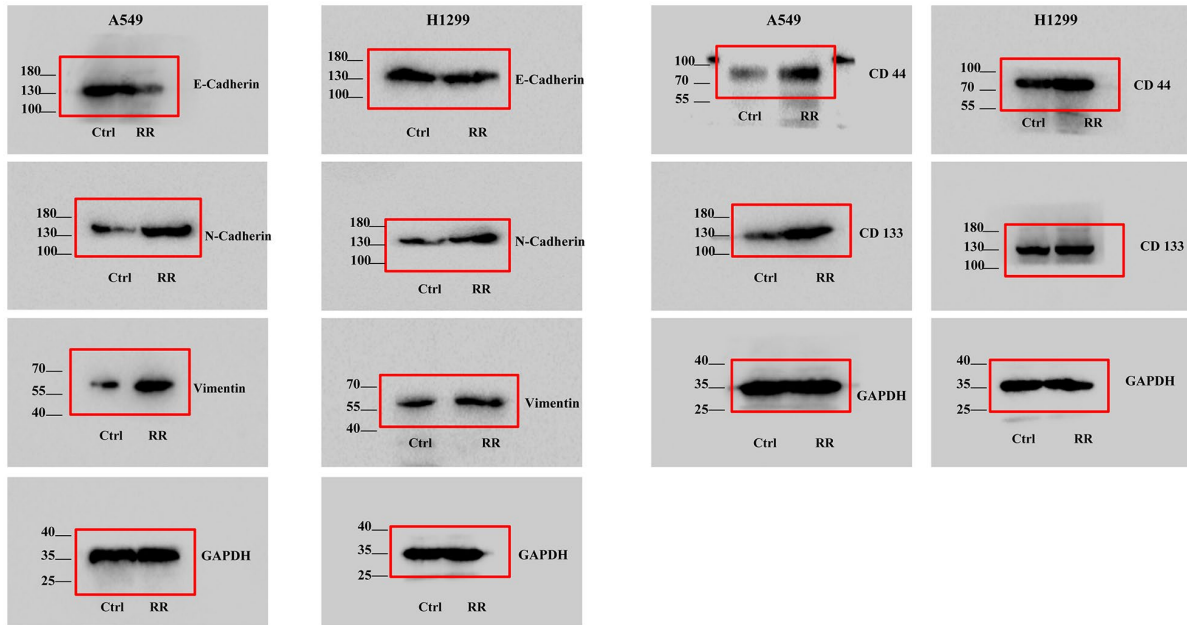 A549
180
130
100
E-Cadherin
Ctrl RR
H1299
180
130
100
E-Cadherin
Ctrl RR
A549
100
70
55
CD 44
Ctrl RR
H1299
100
70
55
CD 44
Ctrl RR
180
130
100
N-Cadherin
Ctrl RR
180
130
100
N-Cadherin
Ctrl RR
180
130
100
CD 133
Ctrl RR
180
130
100
CD 133
Ctrl RR
70
55
40
Vimentin
Ctrl RR
70
55
40
Vimentin
Ctrl RR
40
35
25
GAPDH
Ctrl RR
40
35
25
GAPDH
Ctrl RR
40
35
25
GAPDH
Ctrl RR
40
35
25
GAPDH
Ctrl RR